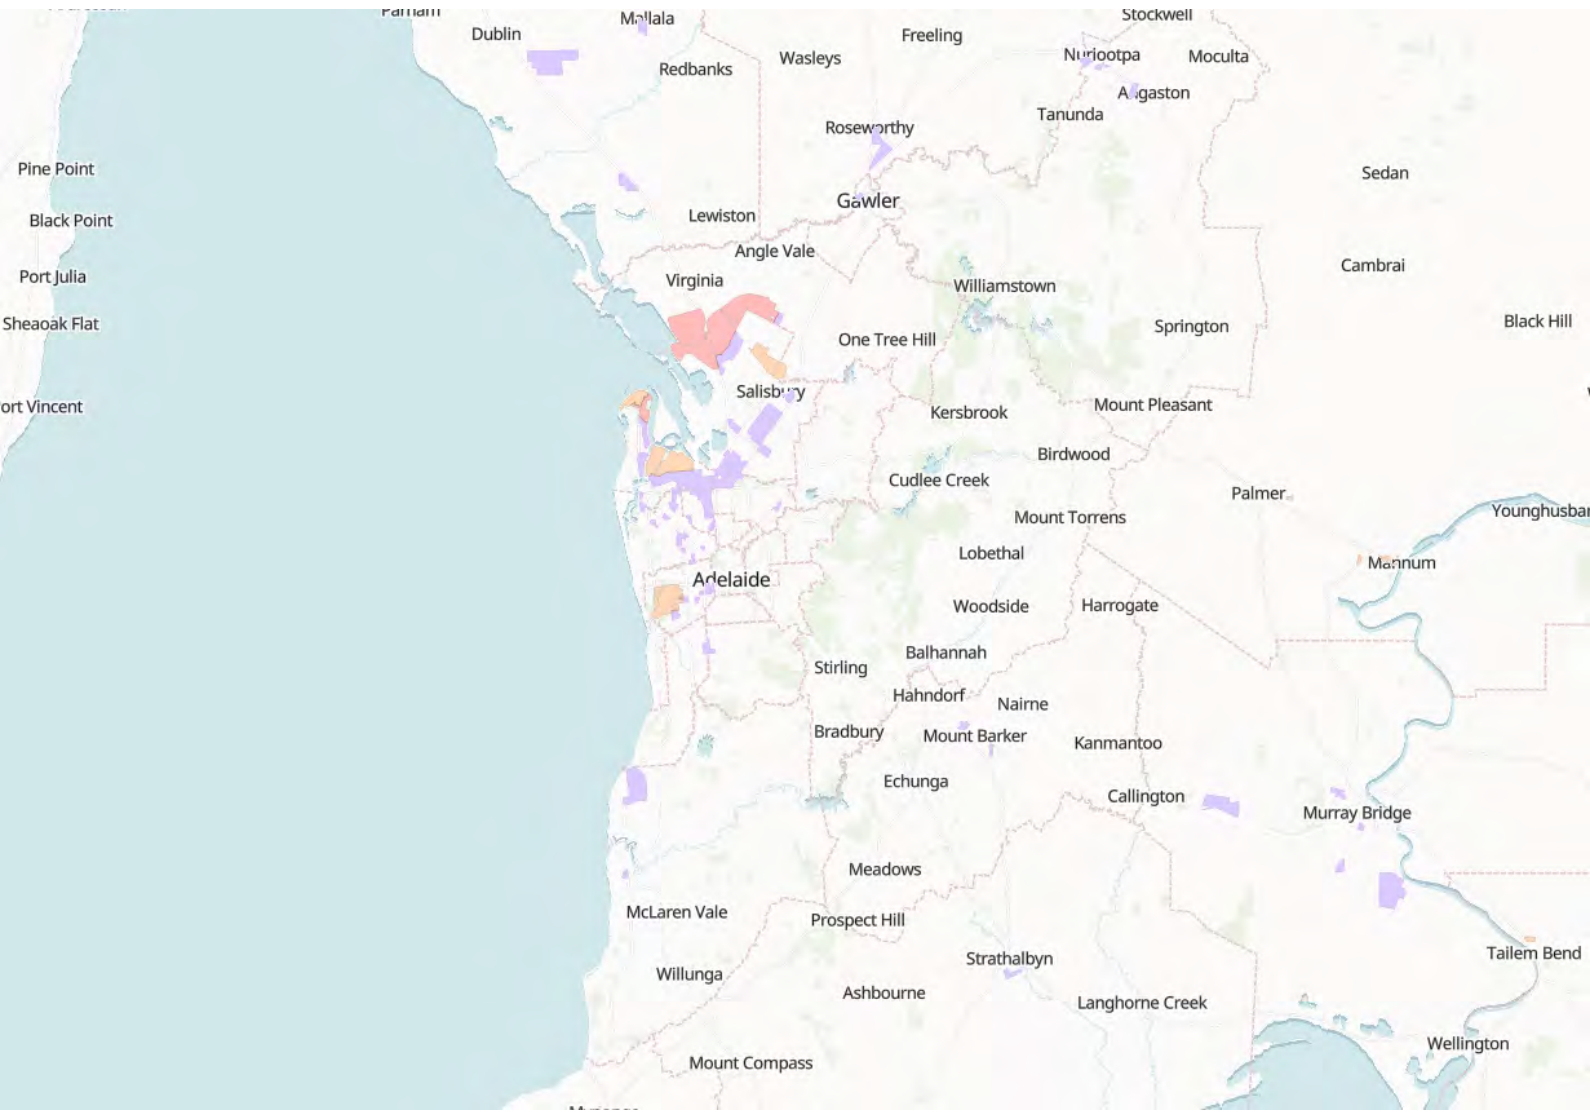 Parham
Stockwell
Mallala
Dublin
Freeling
Nuriootpa
Moculta
Wasleys
Redbanks
Angaston
Tanunda
Roseworthy
Pine Point
Sedan
Gawler
Lewiston
Black Point
Angle Vale
Cambrai
Port Julia
Virginia
Williamstown
Black Hill
Sheaoak Flat
Springton
One Tree Hill
Salisbury
ort Vincent
Mount Pleasant
Kersbrook
Birdwood
Cudlee Creek
Palmer
Younghusban
Mount Torrens
Lobethal
Mannum
Adelaide
Woodside
Harrogate
Balhannah
Stirling
Hahndorf
Nairne
Bradbury
Mount Barker
Kanmantoo
Echunga
Callington
Murray Bridge
Meadows
McLaren Vale
Prospect Hill
Tailem Bend
Strathalbyn
Willunga
Ashbourne
Langhorne Creek
Wellington
Mount Compass